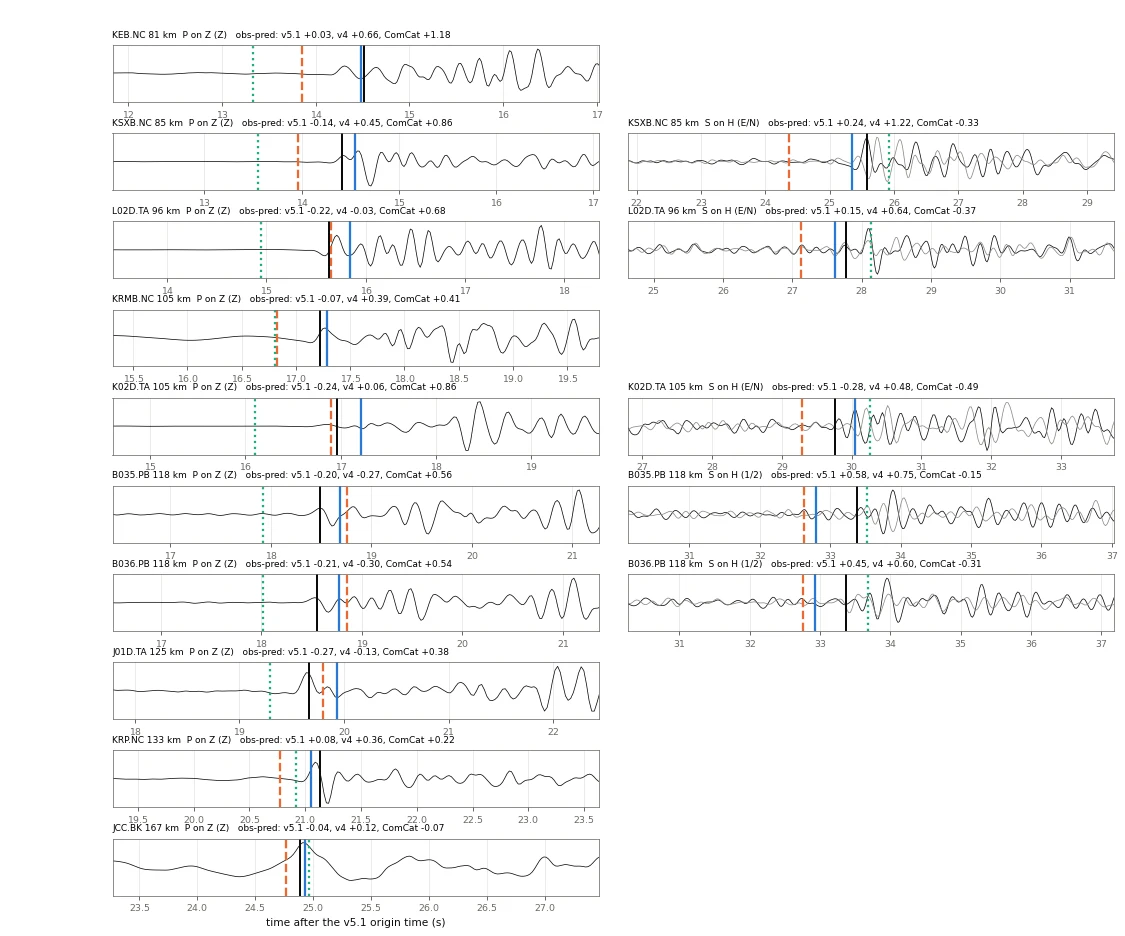 KEB.NC 81 km  P on Z (Z)   obs-pred: v5.1 +0.03, v4 +0.66, ComCat +1.18
12 13 14 15 16 17
KSXB.NC 85 km  P on Z (Z)   obs-pred: v5.1 -0.14, v4 +0.45, ComCat +0.86
13 14 15 16 17
KSXB.NC 85 km  S on H (E/N)   obs-pred: v5.1 +0.24, v4 +1.22, ComCat -0.33
22 23 24 25 26 27 28 29
L02D.TA 96 km  P on Z (Z)   obs-pred: v5.1 -0.22, v4 -0.03, ComCat +0.68
14 15 16 17 18
L02D.TA 96 km  S on H (E/N)   obs-pred: v5.1 +0.15, v4 +0.64, ComCat -0.37
25 26 27 28 29 30 31
KRMB.NC 105 km  P on Z (Z)   obs-pred: v5.1 -0.07, v4 +0.39, ComCat +0.41
15.5 16.0 16.5 17.0 17.5 18.0 18.5 19.0 19.5
K02D.TA 105 km  P on Z (Z)   obs-pred: v5.1 -0.24, v4 +0.06, ComCat +0.86
15 16 17 18 19
K02D.TA 105 km  S on H (E/N)   obs-pred: v5.1 -0.28, v4 +0.48, ComCat -0.49
27 28 29 30 31 32 33
B035.PB 118 km  P on Z (Z)   obs-pred: v5.1 -0.20, v4 -0.27, ComCat +0.56
17 18 19 20 21
B035.PB 118 km  S on H (1/2)   obs-pred: v5.1 +0.58, v4 +0.75, ComCat -0.15
31 32 33 34 35 36 37
B036.PB 118 km  P on Z (Z)   obs-pred: v5.1 -0.21, v4 -0.30, ComCat +0.54
17 18 19 20 21
B036.PB 118 km  S on H (1/2)   obs-pred: v5.1 +0.45, v4 +0.60, ComCat -0.31
31 32 33 34 35 36 37
J01D.TA 125 km  P on Z (Z)   obs-pred: v5.1 -0.27, v4 -0.13, ComCat +0.38
18 19 20 21 22
KRP.NC 133 km  P on Z (Z)   obs-pred: v5.1 +0.08, v4 +0.36, ComCat +0.22
19.5 20.0 20.5 21.0 21.5 22.0 22.5 23.0 23.5
JCC.BK 167 km  P on Z (Z)   obs-pred: v5.1 -0.04, v4 +0.12, ComCat -0.07
23.5 24.0 24.5 25.0 25.5 26.0 26.5 27.0
time after the v5.1 origin time (s)